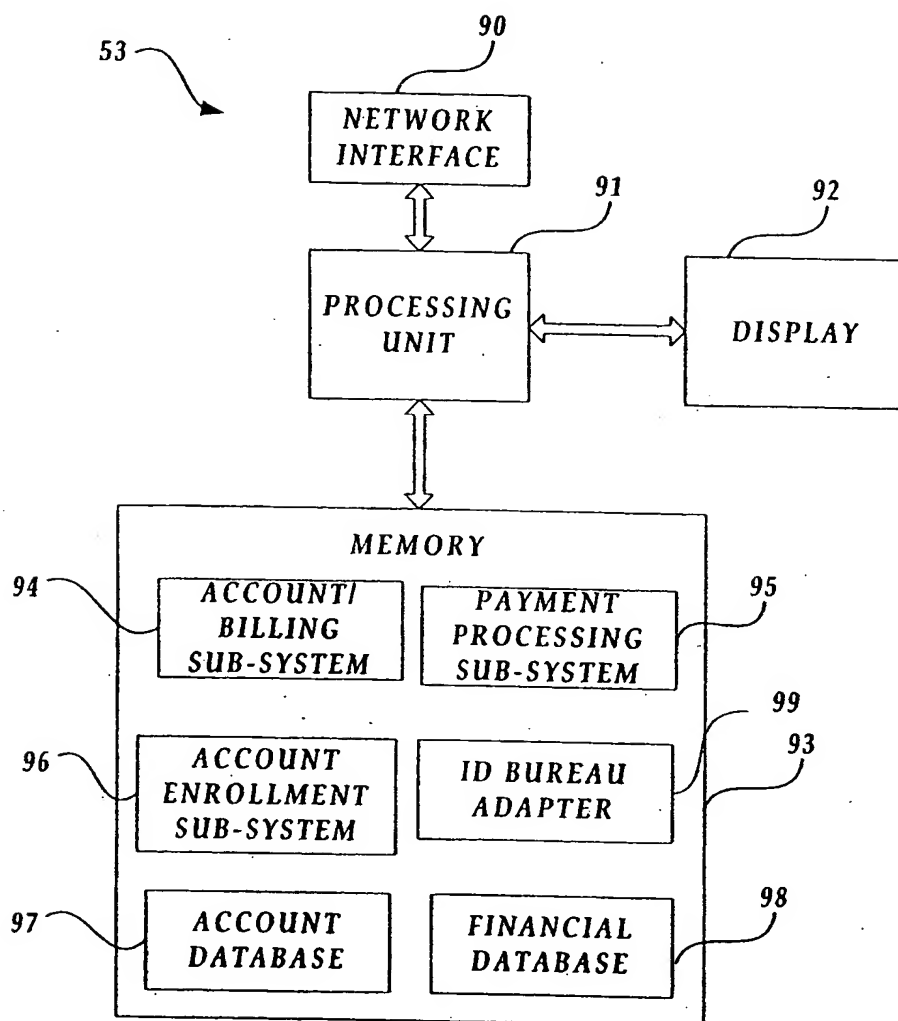 53
90
NETWORK
INTERFACE
91
92
PROCESSING
UNIT
DISPLAY
MEMORY
94
ACCOUNT/
BILLING
SUB-SYSTEM
PAYMENT
PROCESSING
SUB-SYSTEM
95
99
93
96
ACCOUNT
ENROLLMENT
SUB-SYSTEM
ID BUREAU
ADAPTER
97
ACCOUNT
DATABASE
FINANCIAL
DATABASE
98